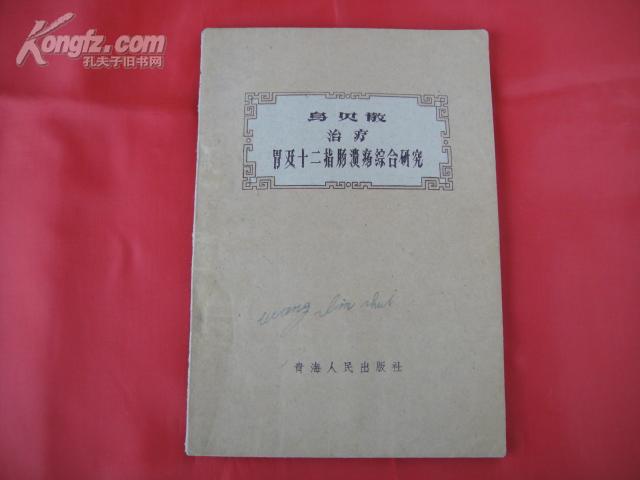 Kongfz.com
孔夫子旧书网
乌贝散
治疗
胃及十二指肠溃疡综合研究
wang lin shui
青海人民出版社